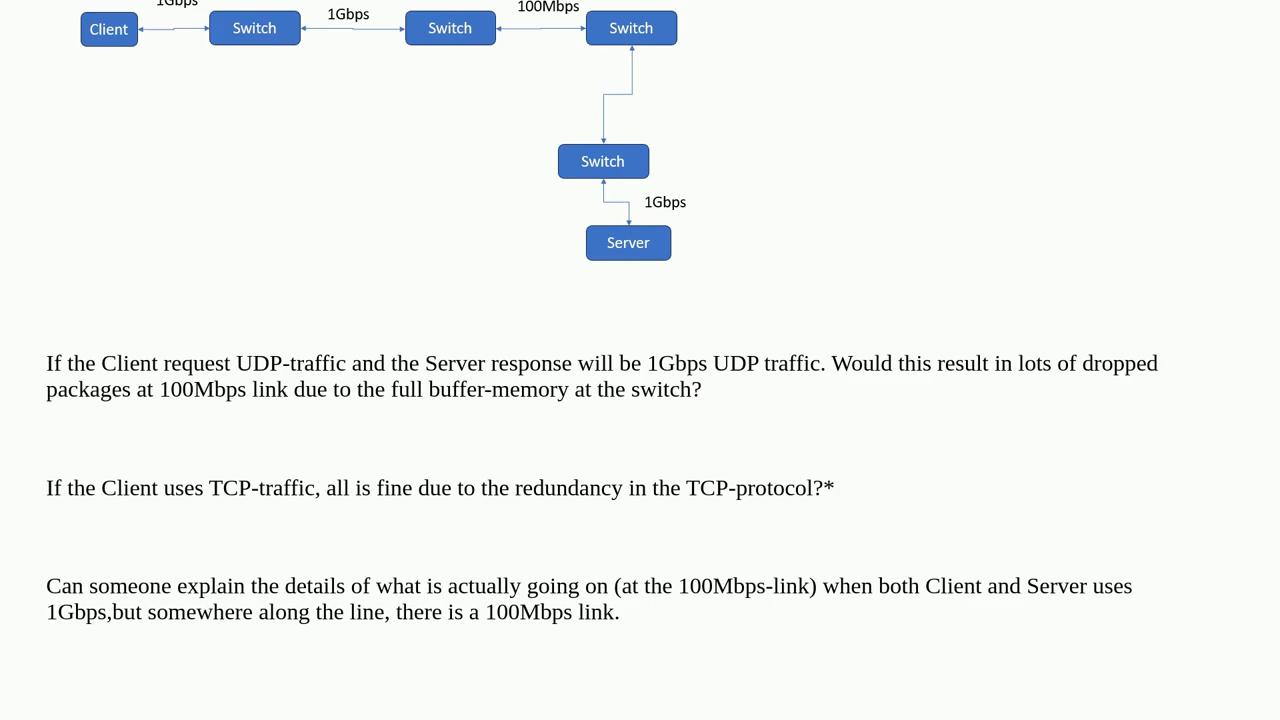 1Gbps
1Gbps
100Mbps
Client
Switch
Switch
Switch
Switch
1Gbps
Server
If the Client request UDP-traffic and the Server response will be 1Gbps UDP traffic. Would this result in lots of dropped
packages at 100Mbps link due to the full buffer-memory at the switch?
If the Client uses TCP-traffic, all is fine due to the redundancy in the TCP-protocol?*
Can someone explain the details of what is actually going on (at the 100Mbps-link) when both Client and Server uses
1Gbps,but somewhere along the line, there is a 100Mbps link.